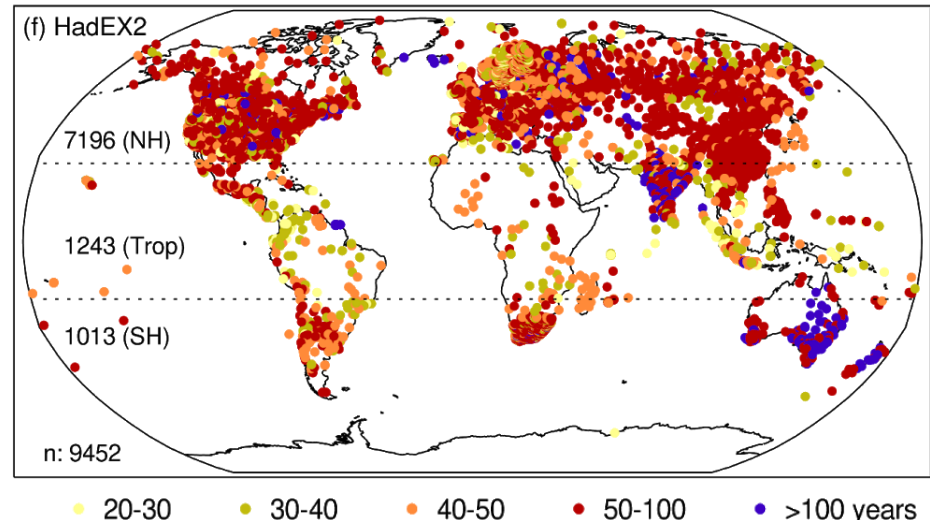 (f) HadEX2
7196 (NH)
1243 (Trop)
1013 (SH)
n: 9452
20-30 30-40 40-50 50-100 >100 years